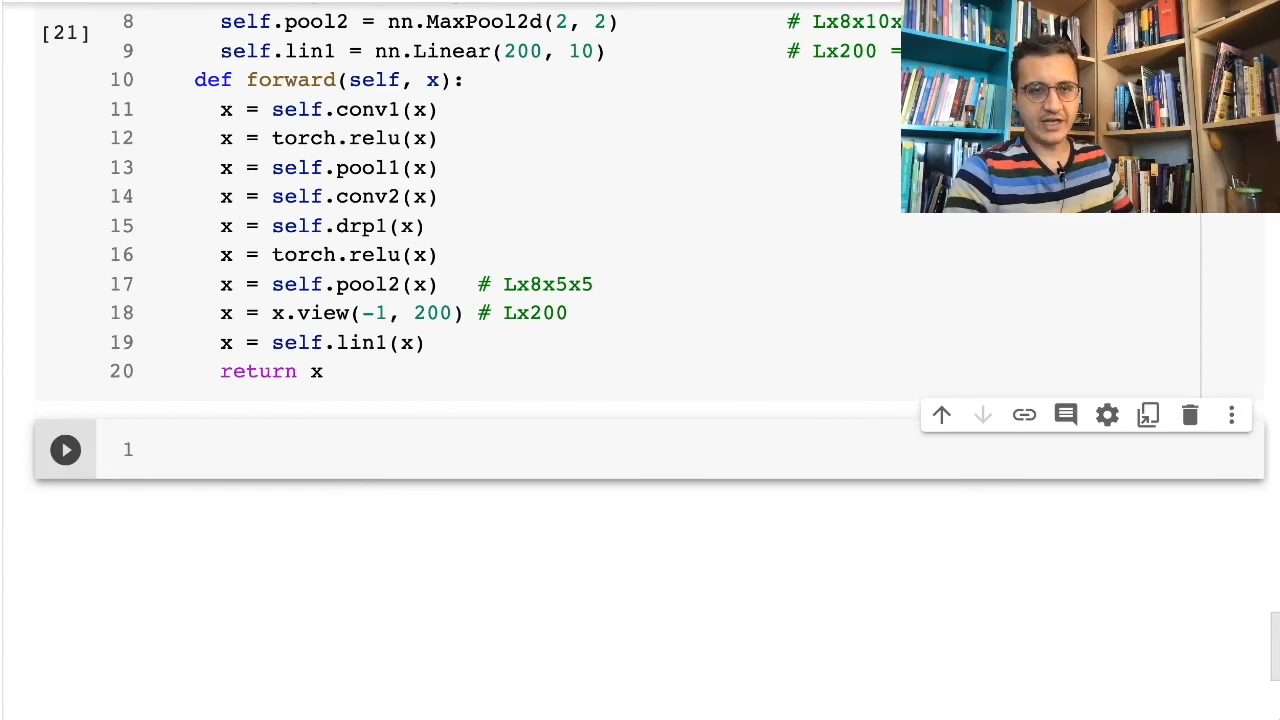 [21]
8 self.pool2 = nn.MaxPool2d(2, 2) # Lx8x10x
9 self.lin1 = nn.Linear(200, 10) # Lx200 =
10 def forward(self, x):
11 x = self.conv1(x)
12 x = torch.relu(x)
13 x = self.pool1(x)
14 x = self.conv2(x)
15 x = self.drp1(x)
16 x = torch.relu(x)
17 x = self.pool2(x) # Lx8x5x5
18 x = x.view(-1, 200) # Lx200
19 x = self.lin1(x)
20 return x
1